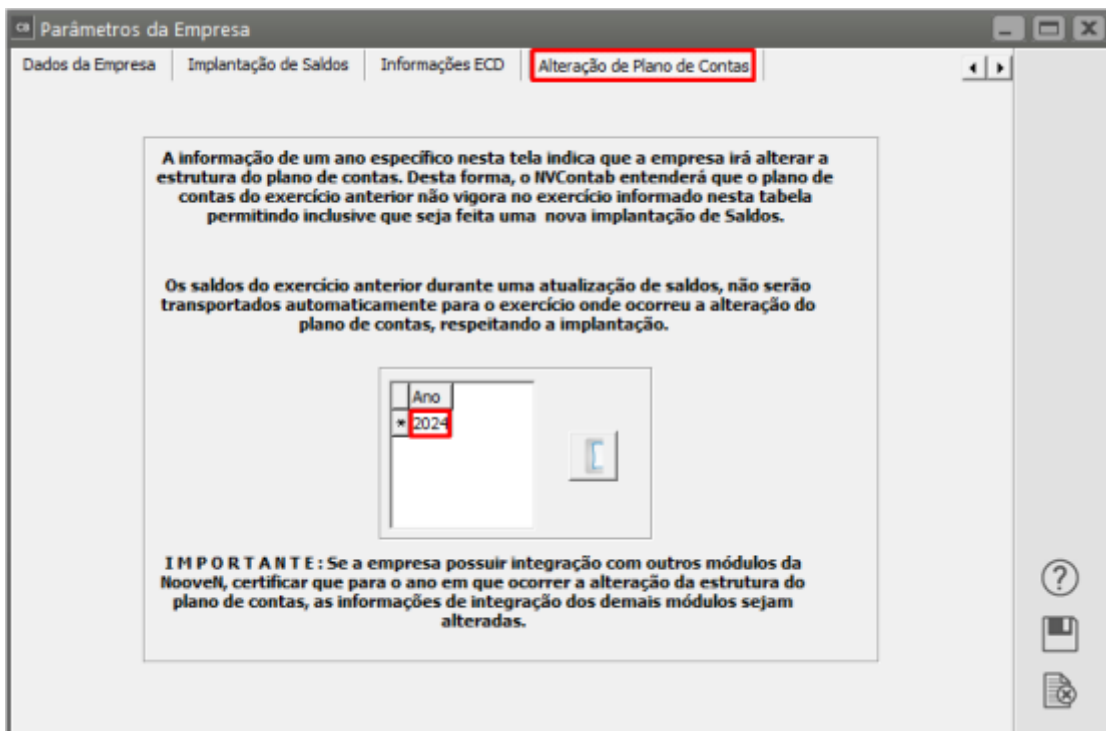 CB Parâmetros da Empresa
Dados da Empresa Implantação de Saldos Informações ECD Alteração de Plano de Contas
A informação de um ano específico nesta tela indica que a empresa irá alterar a
estrutura do plano de contas. Desta forma, o NVContab entenderá que o plano de
contas do exercício anterior não vigora no exercício informado nesta tabela
permitindo inclusive que seja feita uma nova implantação de Saldos.
Os saldos do exercício anterior durante uma atualização de saldos, não serão
transportados automaticamente para o exercício onde ocorreu a alteração do
plano de contas, respeitando a implantação.
Ano
* 2024
I M P O R T A N T E : Se a empresa possuir integração com outros módulos da
NooveN, certificar que para o ano em que ocorrer a alteração da estrutura do
plano de contas, as informações de integração dos demais módulos sejam
alteradas.